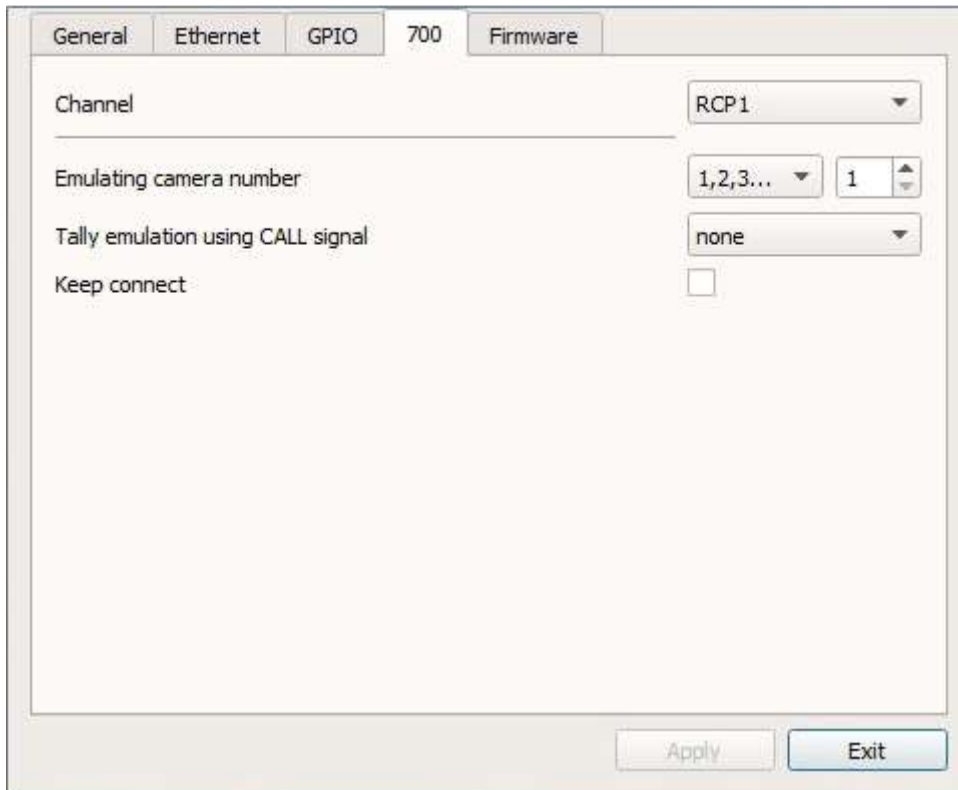 General Ethernet GPIO 700 Firmware
Channel RCP1
Emulating camera number 1,2,3... 1
Tally emulation using CALL signal none
Keep connect
Apply Exit